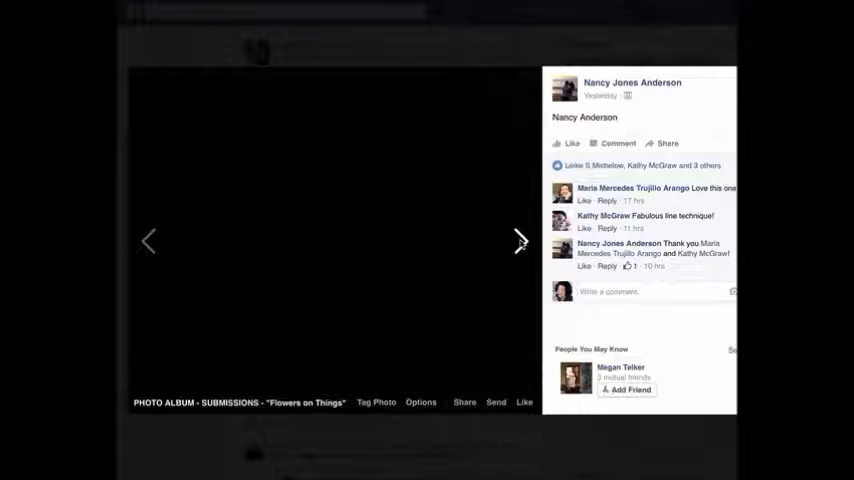 Nancy Jones Anderson
Yesterday ·
Nancy Anderson
Like Comment Share
Leike S Michelow, Kathy McGraw and 3 others
Maria Mercedes Trujillo Arango Love this one
Like · Reply · 17 hrs
Kathy McGraw Fabulous line technique!
Like · Reply · 11 hrs
Nancy Jones Anderson Thank you Maria
Mercedes Trujillo Arango and Kathy McGraw!
Like · Reply · 1 · 10 hrs
Write a comment.
People You May Know
Se
Megan Telker
3 mutual friends
Add Friend
PHOTO ALBUM - SUBMISSIONS - "Flowers on Things" Tag Photo Options Share Send Like